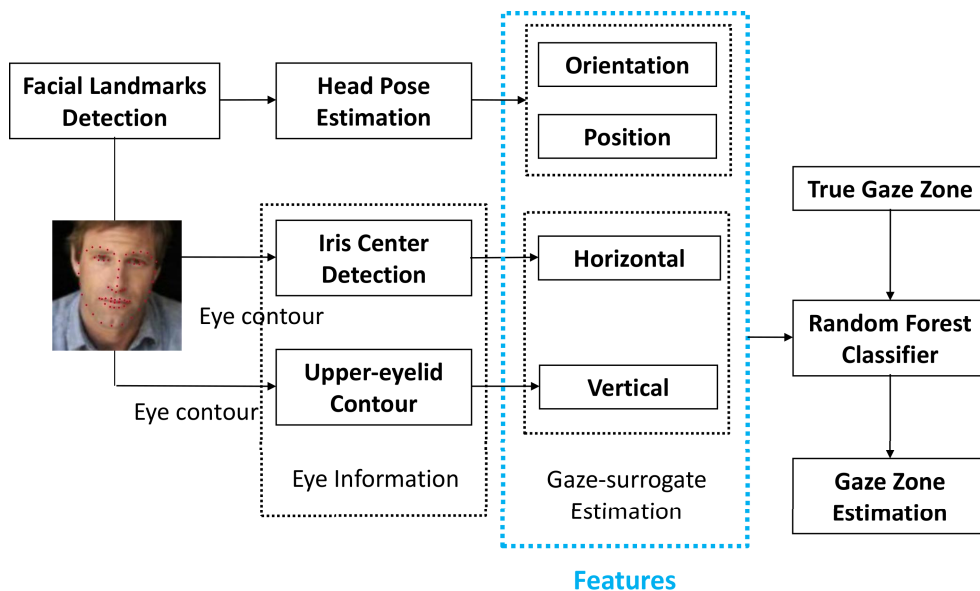 Facial Landmarks
Detection
Head Pose
Estimation
Orientation
Position
True Gaze Zone
Iris Center
Detection
Horizontal
Eye contour
Random Forest
Classifier
Upper-eyelid
Contour
Vertical
Eye contour
Eye Information
Gaze-surrogate
Estimation
Gaze Zone
Estimation
Features